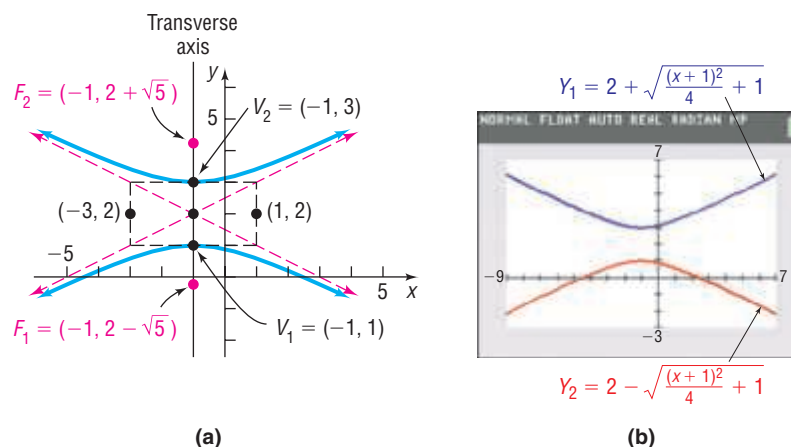 Transverse
axis
y
F₂ = (−1, 2 + √5)
5
V₂ = (−1, 3)
(−3, 2)
(1, 2)
−5
5
x
F₁ = (−1, 2 − √5)
V₁ = (−1, 1)
(a)
Y₁ = 2 + √((x + 1)²/4 + 1)
NORMAL FLOAT AUTO REAL RADIAN MP
7
−9
7
−3
Y₂ = 2 − √((x + 1)²/4 + 1)
(b)